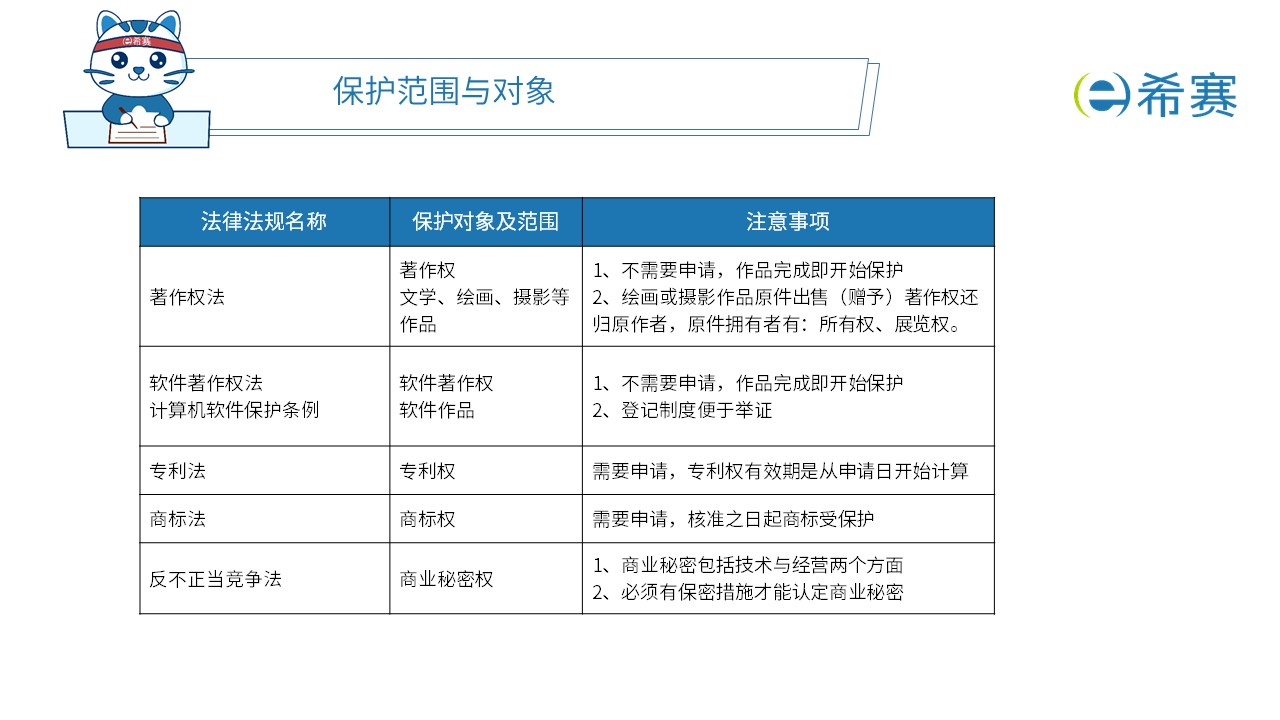 希赛
保护范围与对象
希赛
法律法规名称
保护对象及范围
注意事项
著作权法
著作权
文学、绘画、摄影等
作品
1、不需要申请，作品完成即开始保护
2、绘画或摄影作品原件出售（赠予）著作权还
归原作者，原件拥有者有：所有权、展览权。
软件著作权法
计算机软件保护条例
软件著作权
软件作品
1、不需要申请，作品完成即开始保护
2、登记制度便于举证
专利法
专利权
需要申请，专利权有效期是从申请日开始计算
商标法
商标权
需要申请，核准之日起商标受保护
反不正当竞争法
商业秘密权
1、商业秘密包括技术与经营两个方面
2、必须有保密措施才能认定商业秘密